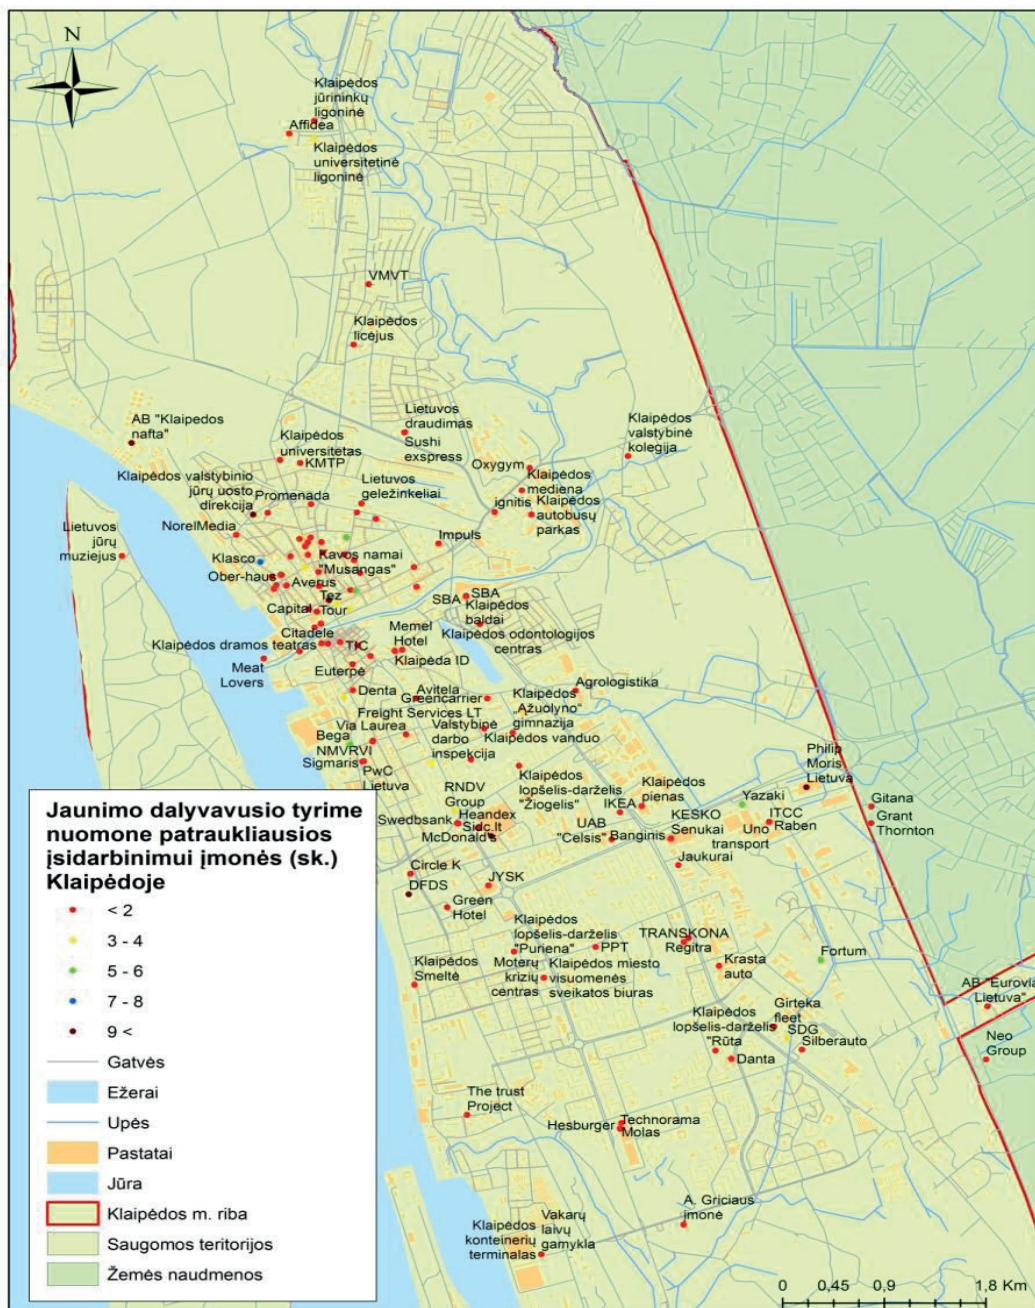 N
Klaipėdos
jūrininkų
ligoninė
Affidea
Klaipėdos
universitetinė
ligoninė
VMVT
Klaipėdos
licėjus
AB "Klaipedos
nafta"
Lietuvos
draudimas
Sushi
exspress
Klaipėdos
valstybinė
kolegija
Klaipėdos
universitetas
KMTP
Oxygym
Klaipėdos
mediena
Klaipėdos valstybinio
jūrų uosto
direkcija
Promenada
Lietuvos
geležinkeliai
ignitis
Klaipėdos
autobusų
parkas
NorelMedia
Lietuvos
jūrų
muziejus
Impuls
Klasco
Kavos namai
"Musangas"
Ober-haus
Averus
Tez
Tour
Capital
SBA
SBA
Klaipėdos
baldai
Citadele
Memel
Hotel
Klaipėdos odontologijos
centras
Klaipėdos dramos teatras
TIC
Klaipėda ID
Meat
Lovers
Euterpė
Agrologistika
Denta
Avitela
Greencarrier
Freight Services LT
Klaipėdos
„Ąžuolyno"
gimnazija
Via Laurea
Valstybinė
darbo
inspekcija
Klaipėdos vanduo
Bega
NMVRVI
Sigmaris
PwC
Lietuva
Philip
Moris
Lietuva
Klaipėdos
lopšelis-darželis
"Žiogelis"
Klaipėdos
pienas
RNDV
Group
IKEA
Yazaki
Gitana
Grant
Thornton
Heandex
Swedbsank
Sidc.lt
McDonald's
UAB
"Celsis"
Banginis
KESKO
Senukai
ITCC
Raben
Uno
transport
Jaukurai
Circle K
DFDS
JYSK
Green
Hotel
Klaipėdos
lopšelis-darželis
"Puriena"
PPT
TRANSKONA
Regitra
Fortum
Klaipėdos
Smeltė
Moterų
krizių
centras
Klaipėdos miesto
visuomenės
sveikatos biuras
Krasta
auto
AB "Eurovia
Lietuva"
Girteka
fleet
Klaipėdos
lopšelis-darželis
"Rūta
SDG
Silberauto
Neo
Group
Danta
The trust
Project
Hesburger
Technorama
Molas
A. Griciaus
įmonė
Klaipėdos
konteinerių
terminalas
Vakarų
laivų
gamykla
Jaunimo dalyvavusio tyrime
nuomone patraukliausios
įsidarbinimui įmonės (sk.)
Klaipėdoje
< 2
3 - 4
5 - 6
7 - 8
9 <
Gatvės
Ežerai
Upės
Pastatai
Jūra
Klaipėdos m. riba
Saugomos teritorijos
Žemės naudmenos
0 0,45 0,9 1,8 Km